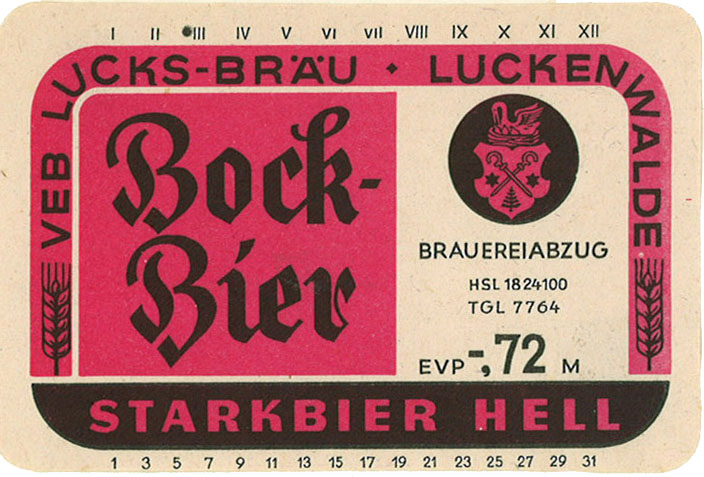 I II III IV V VI VII VIII IX X XI XII
VEB LUCKS-BRÄU • LUCKENWALDE
Bock-
Bier
BRAUEREIABZUG
HSL 1824100
TGL 7764
EVP -,72 M
STARKBIER HELL
1 3 5 7 9 11 13 15 17 19 21 23 25 27 29 31